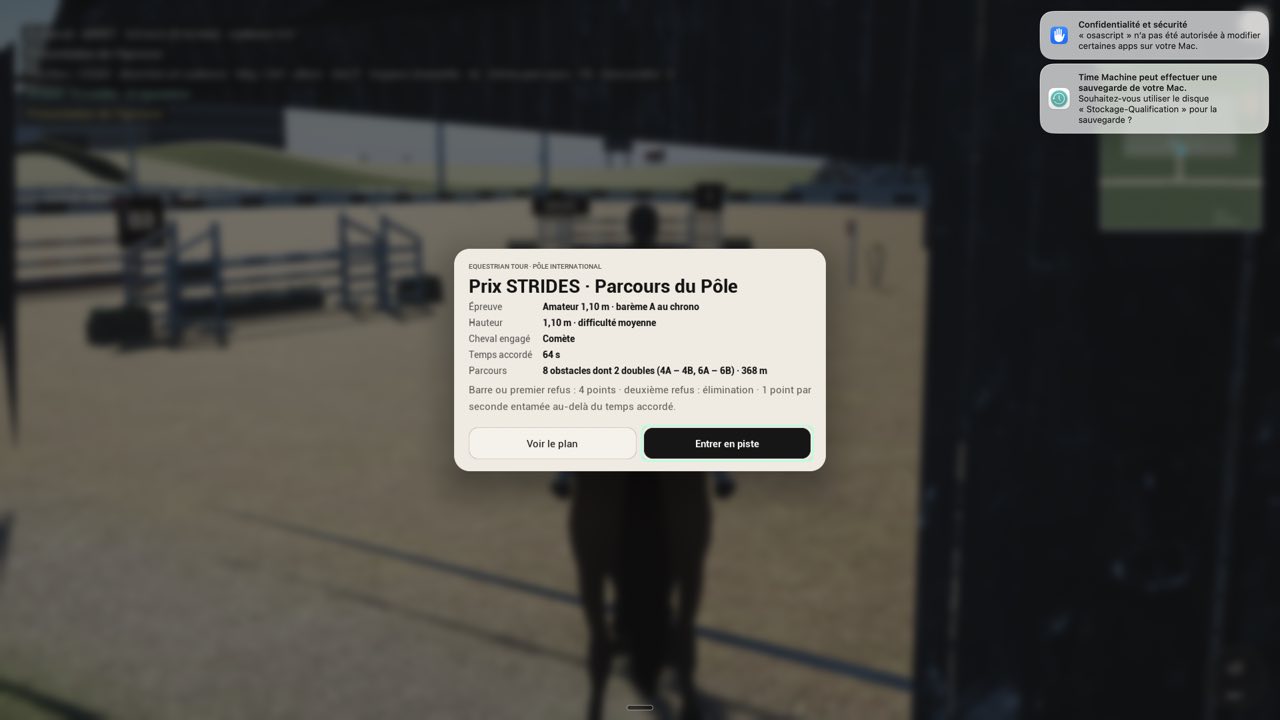 Confidentialité et sécurité
« osascript » n'a pas été autorisée à modifier
certaines apps sur votre Mac.
Time Machine peut effectuer une
sauvegarde de votre Mac.
Souhaitez-vous utiliser le disque
« Stockage-Qualification » pour la
sauvegarde ?
EQUESTRIAN TOUR · PÔLE INTERNATIONAL
Prix STRIDES · Parcours du Pôle
Épreuve Amateur 1,10 m · barème A au chrono
Hauteur 1,10 m · difficulté moyenne
Cheval engagé Comète
Temps accordé 64 s
Parcours 8 obstacles dont 2 doubles (4A – 4B, 6A – 6B) · 368 m
Barre ou premier refus : 4 points · deuxième refus : élimination · 1 point par
seconde entamée au-delà du temps accordé.
Voir le plan Entrer en piste